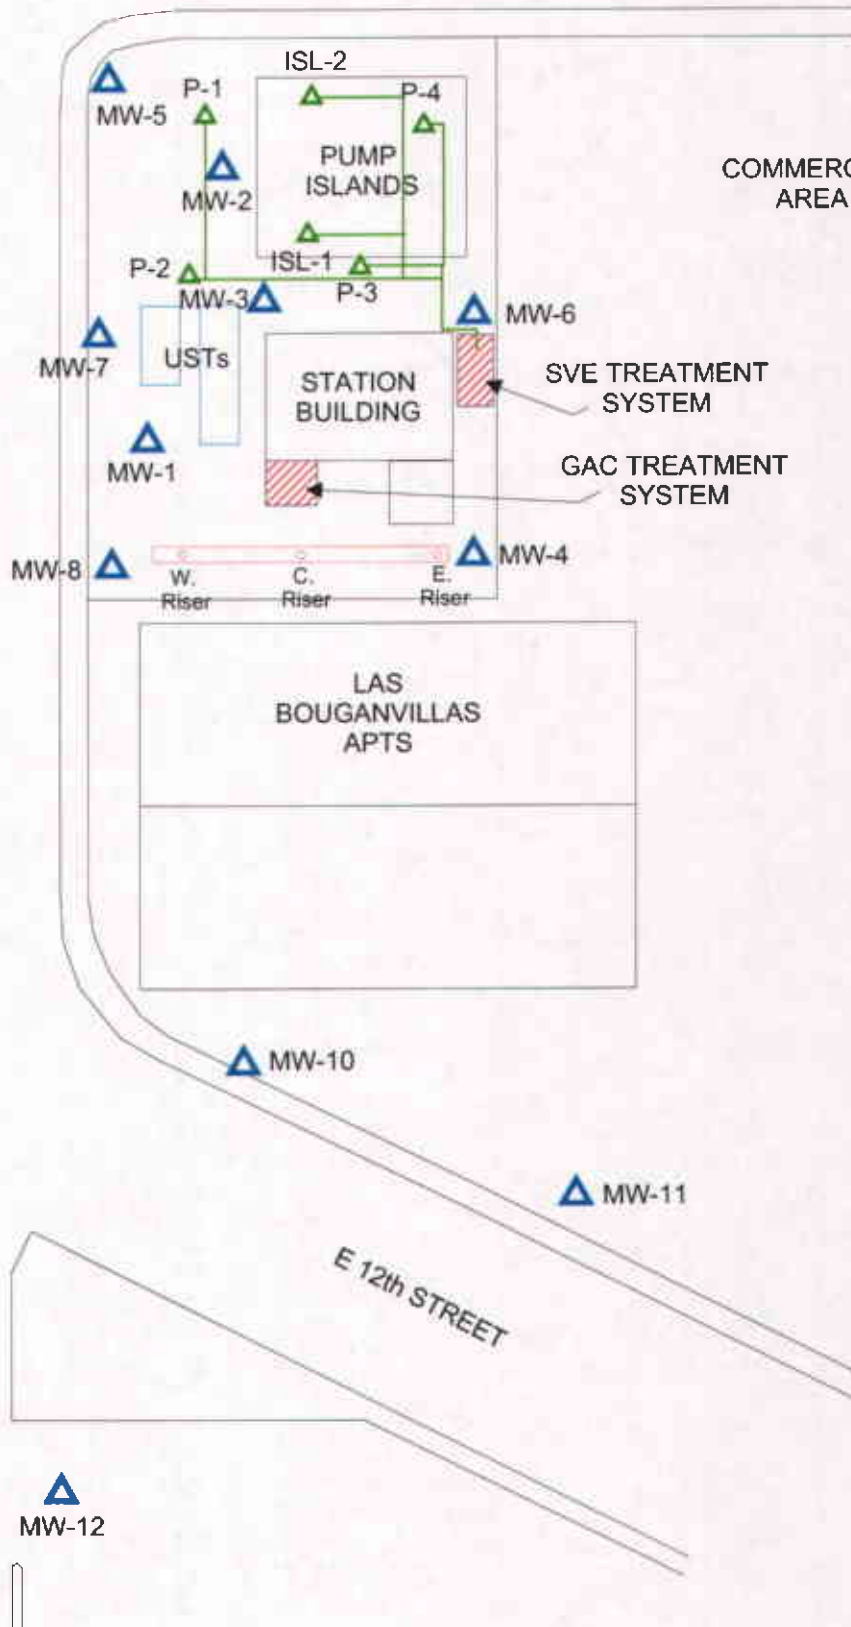 ISL-2
P-1
P-4
MW-5
PUMP
ISLANDS
COMMERC
AREA
MW-2
P-2
ISL-1
MW-3
P-3
MW-6
MW-7
USTs
STATION
BUILDING
SVE TREATMENT
SYSTEM
MW-1
GAC TREATMENT
SYSTEM
MW-8
MW-4
W.
Riser
C.
Riser
E.
Riser
LAS
BOUGANVILLAS
APTS
MW-10
MW-11
E 12th STREET
MW-12